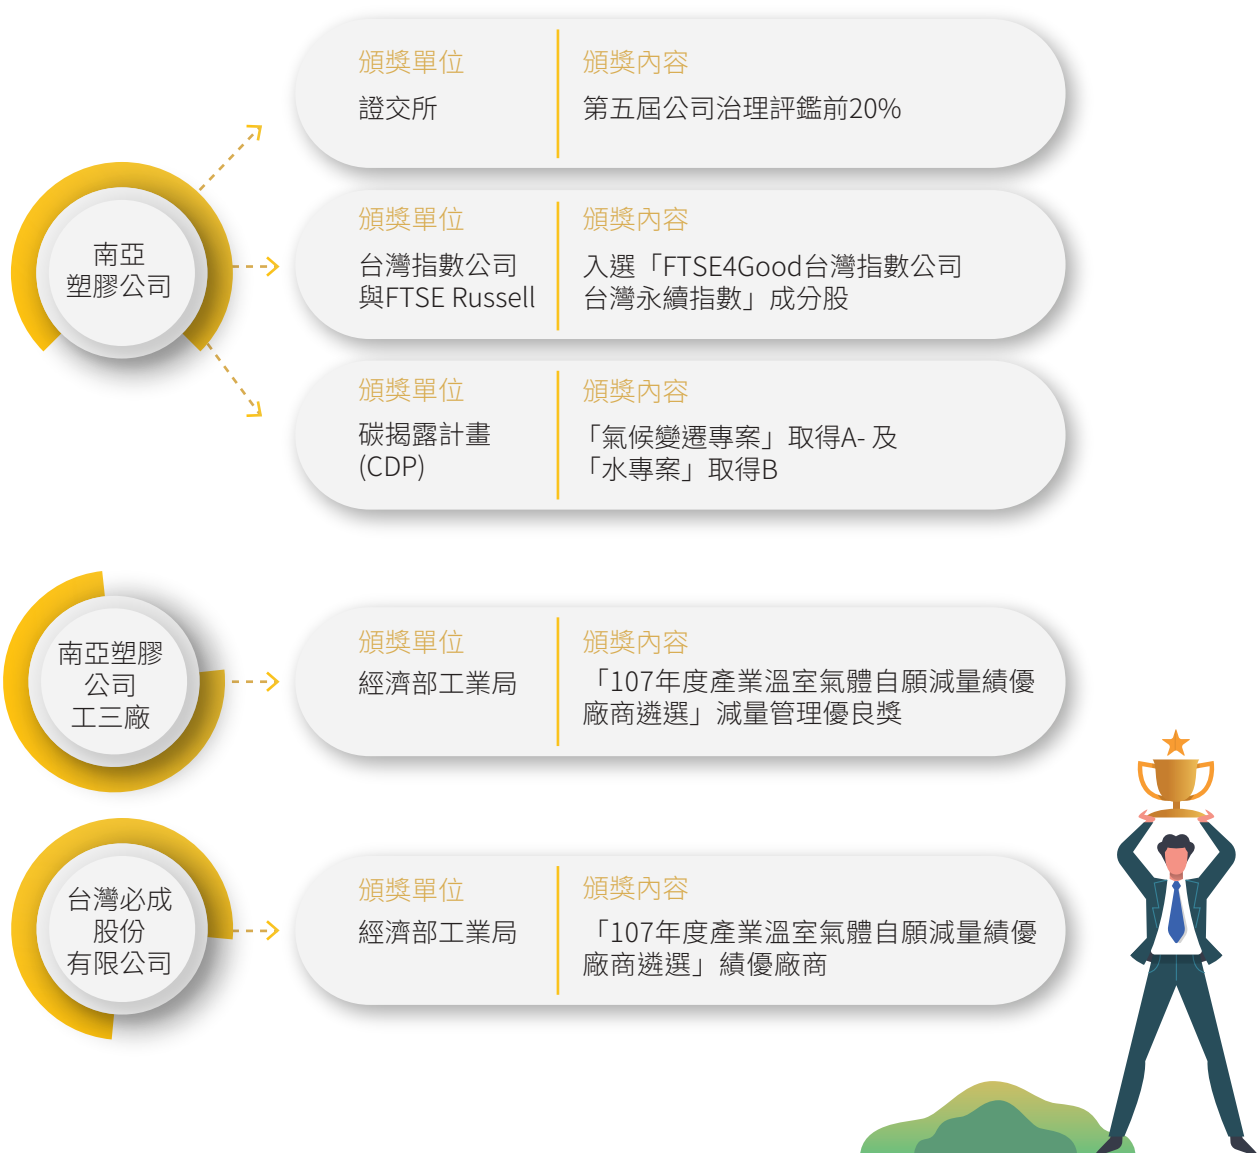 南亞
塑膠公司
頒獎單位
證交所
頒獎內容
第五屆公司治理評鑑前20%
頒獎單位
台灣指數公司
與FTSE Russell
頒獎內容
入選「FTSE4Good台灣指數公司
台灣永續指數」成分股
頒獎單位
碳揭露計畫
(CDP)
頒獎內容
「氣候變遷專案」取得A- 及
「水專案」取得B
南亞塑膠
公司
工三廠
頒獎單位
經濟部工業局
頒獎內容
「107年度產業溫室氣體自願減量績優
廠商遴選」減量管理優良獎
台灣必成
股份
有限公司
頒獎單位
經濟部工業局
頒獎內容
「107年度產業溫室氣體自願減量績優
廠商遴選」績優廠商